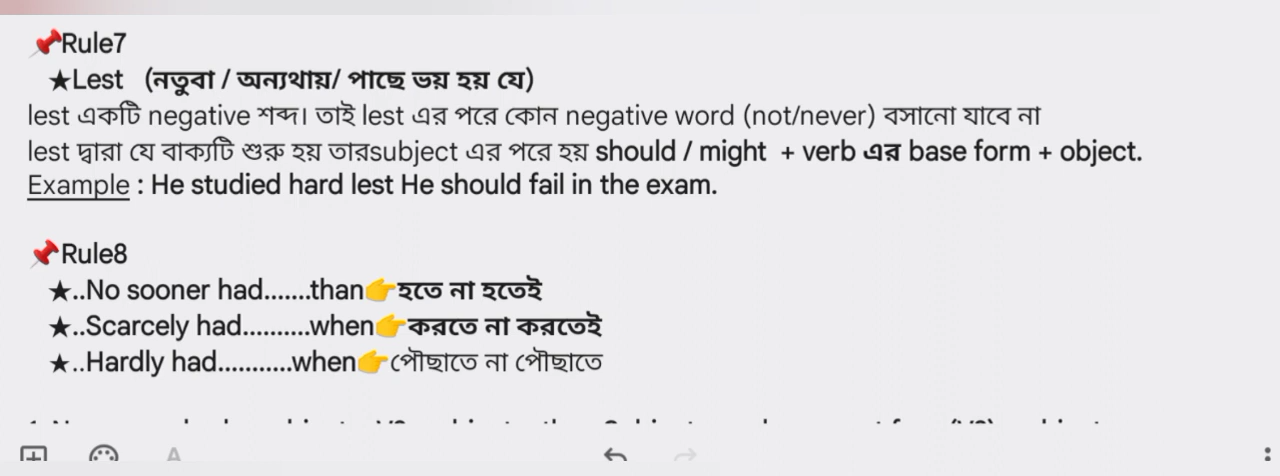 📌Rule7
★Lest (নতুবা / অন্যথায়/ পাছে ভয় হয় যে)
lest একটি negative শব্দ। তাই lest এর পরে কোন negative word (not/never) বসানো যাবে না
lest দ্বারা যে বাক্যটি শুরু হয় তারsubject এর পরে হয় should / might + verb এর base form + object.
Example : He studied hard lest He should fail in the exam.
📌Rule8
★..No sooner had.......than👉হতে না হতেই
★..Scarcely had..........when👉করতে না করতেই
★..Hardly had...........when👉পৌছাতে না পৌছাতে